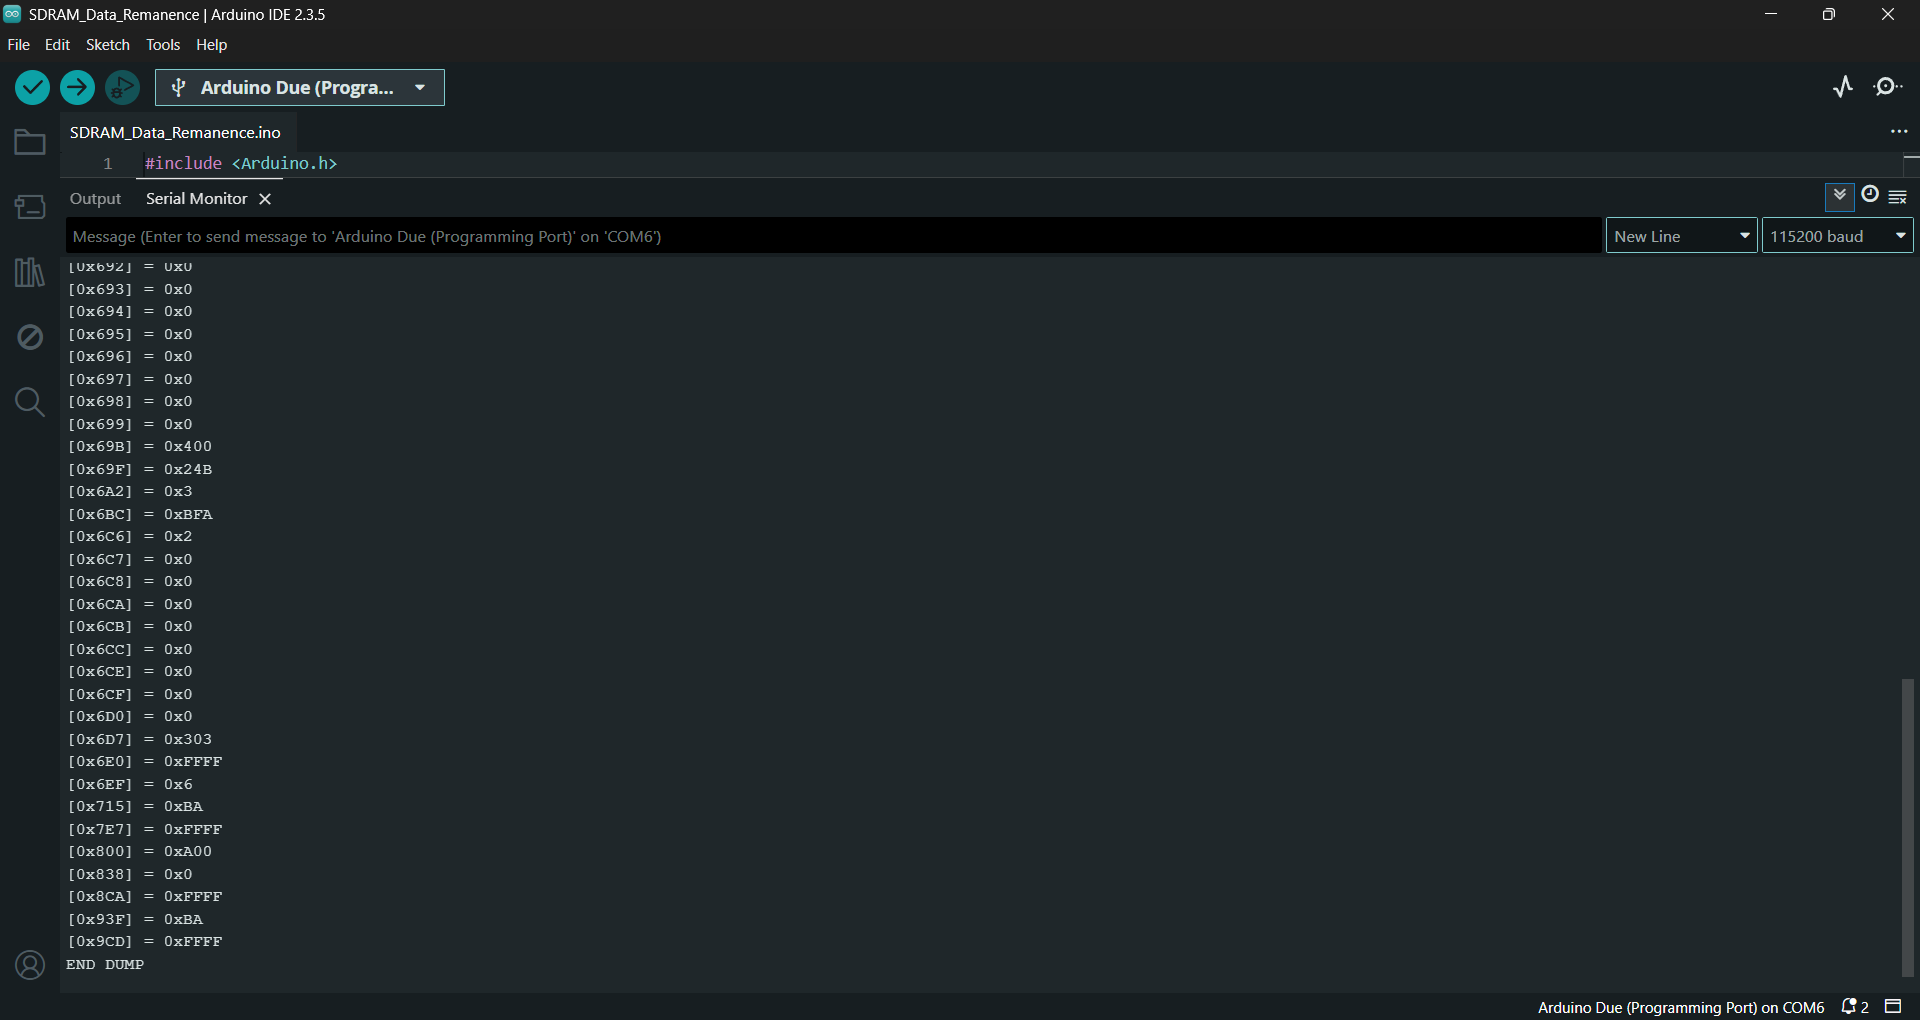 SDRAM_Data_Remanence | Arduino IDE 2.3.5
File Edit Sketch Tools Help
Arduino Due (Progra...
SDRAM_Data_Remanence.ino
1 #include <Arduino.h>
Output Serial Monitor
Message (Enter to send message to 'Arduino Due (Programming Port)' on 'COM6')
New Line
115200 baud
[0x692] = 0x0
[0x693] = 0x0
[0x694] = 0x0
[0x695] = 0x0
[0x696] = 0x0
[0x697] = 0x0
[0x698] = 0x0
[0x699] = 0x0
[0x69B] = 0x400
[0x69F] = 0x24B
[0x6A2] = 0x3
[0x6BC] = 0xBFA
[0x6C6] = 0x2
[0x6C7] = 0x0
[0x6C8] = 0x0
[0x6CA] = 0x0
[0x6CB] = 0x0
[0x6CC] = 0x0
[0x6CE] = 0x0
[0x6CF] = 0x0
[0x6D0] = 0x0
[0x6D7] = 0x303
[0x6E0] = 0xFFFF
[0x6EF] = 0x6
[0x715] = 0xBA
[0x7E7] = 0xFFFF
[0x800] = 0xA00
[0x838] = 0x0
[0x8CA] = 0xFFFF
[0x93F] = 0xBA
[0x9CD] = 0xFFFF
END DUMP
Arduino Due (Programming Port) on COM6
2